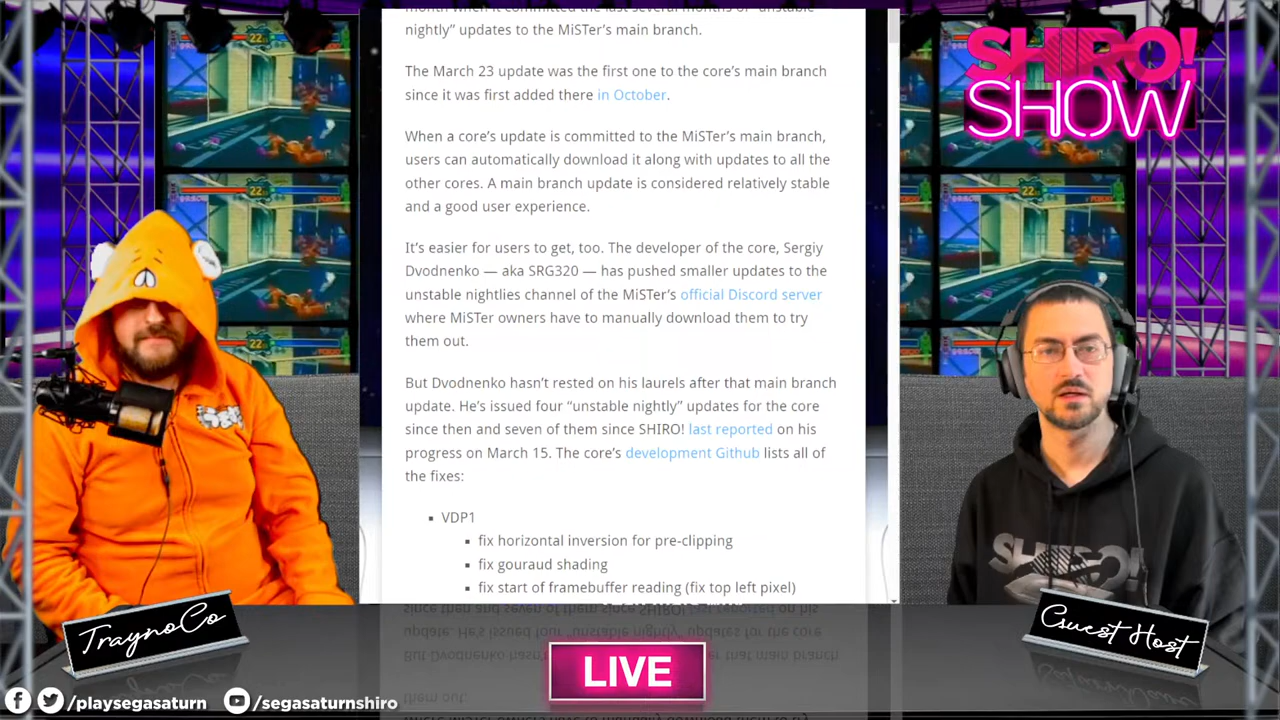 month when it committed the last several months of "unstable
nightly" updates to the MiSTer's main branch.
The March 23 update was the first one to the core's main branch
since it was first added there in October.
When a core's update is committed to the MiSTer's main branch,
users can automatically download it along with updates to all the
other cores. A main branch update is considered relatively stable
and a good user experience.
It's easier for users to get, too. The developer of the core, Sergiy
Dvodnenko — aka SRG320 — has pushed smaller updates to the
unstable nightlies channel of the MiSTer's official Discord server
where MiSTer owners have to manually download them to try
them out.
But Dvodnenko hasn't rested on his laurels after that main branch
update. He's issued four "unstable nightly" updates for the core
since then and seven of them since SHIRO! last reported on his
progress on March 15. The core's development Github lists all of
the fixes:
▪ VDP1
▪ fix horizontal inversion for pre-clipping
▪ fix gouraud shading
▪ fix start of framebuffer reading (fix top left pixel)
SHIRO!
SHOW
TraynoCo
Guest Host
LIVE
/playsegasaturn
/segasaturnshiro
22
22
22
22
SHIRO!